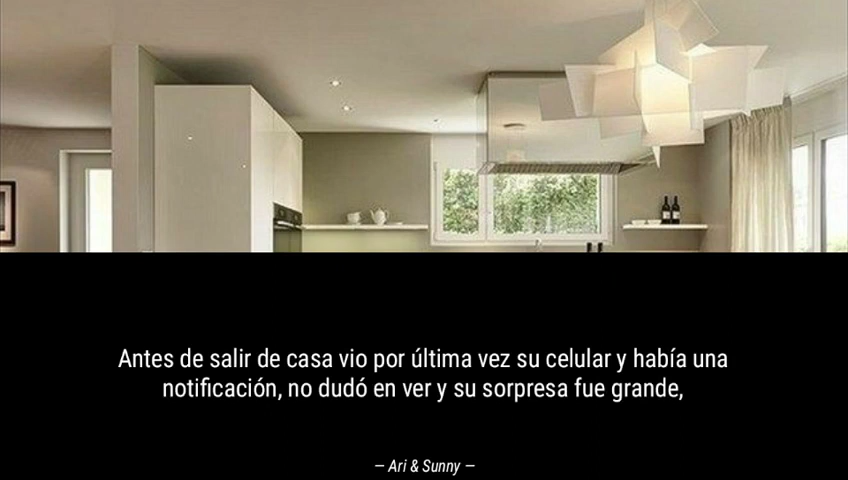 Antes de salir de casa vio por última vez su celular y había una
notificación, no dudó en ver y su sorpresa fue grande,
— Ari & Sunny —